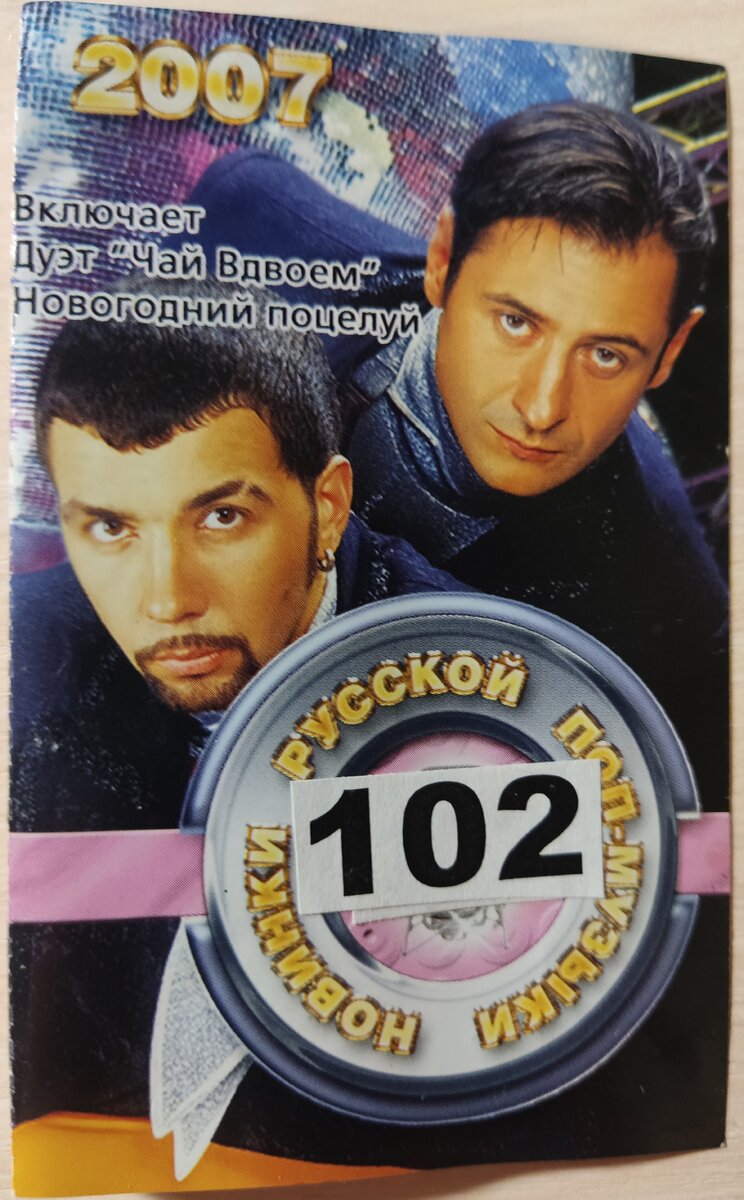 2007
Включает
Дуэт "Чай Вдвоем"
Новогодний поцелуй
НОВИНКИ РУССКОЙ ПОП-МУЗЫКИ
102